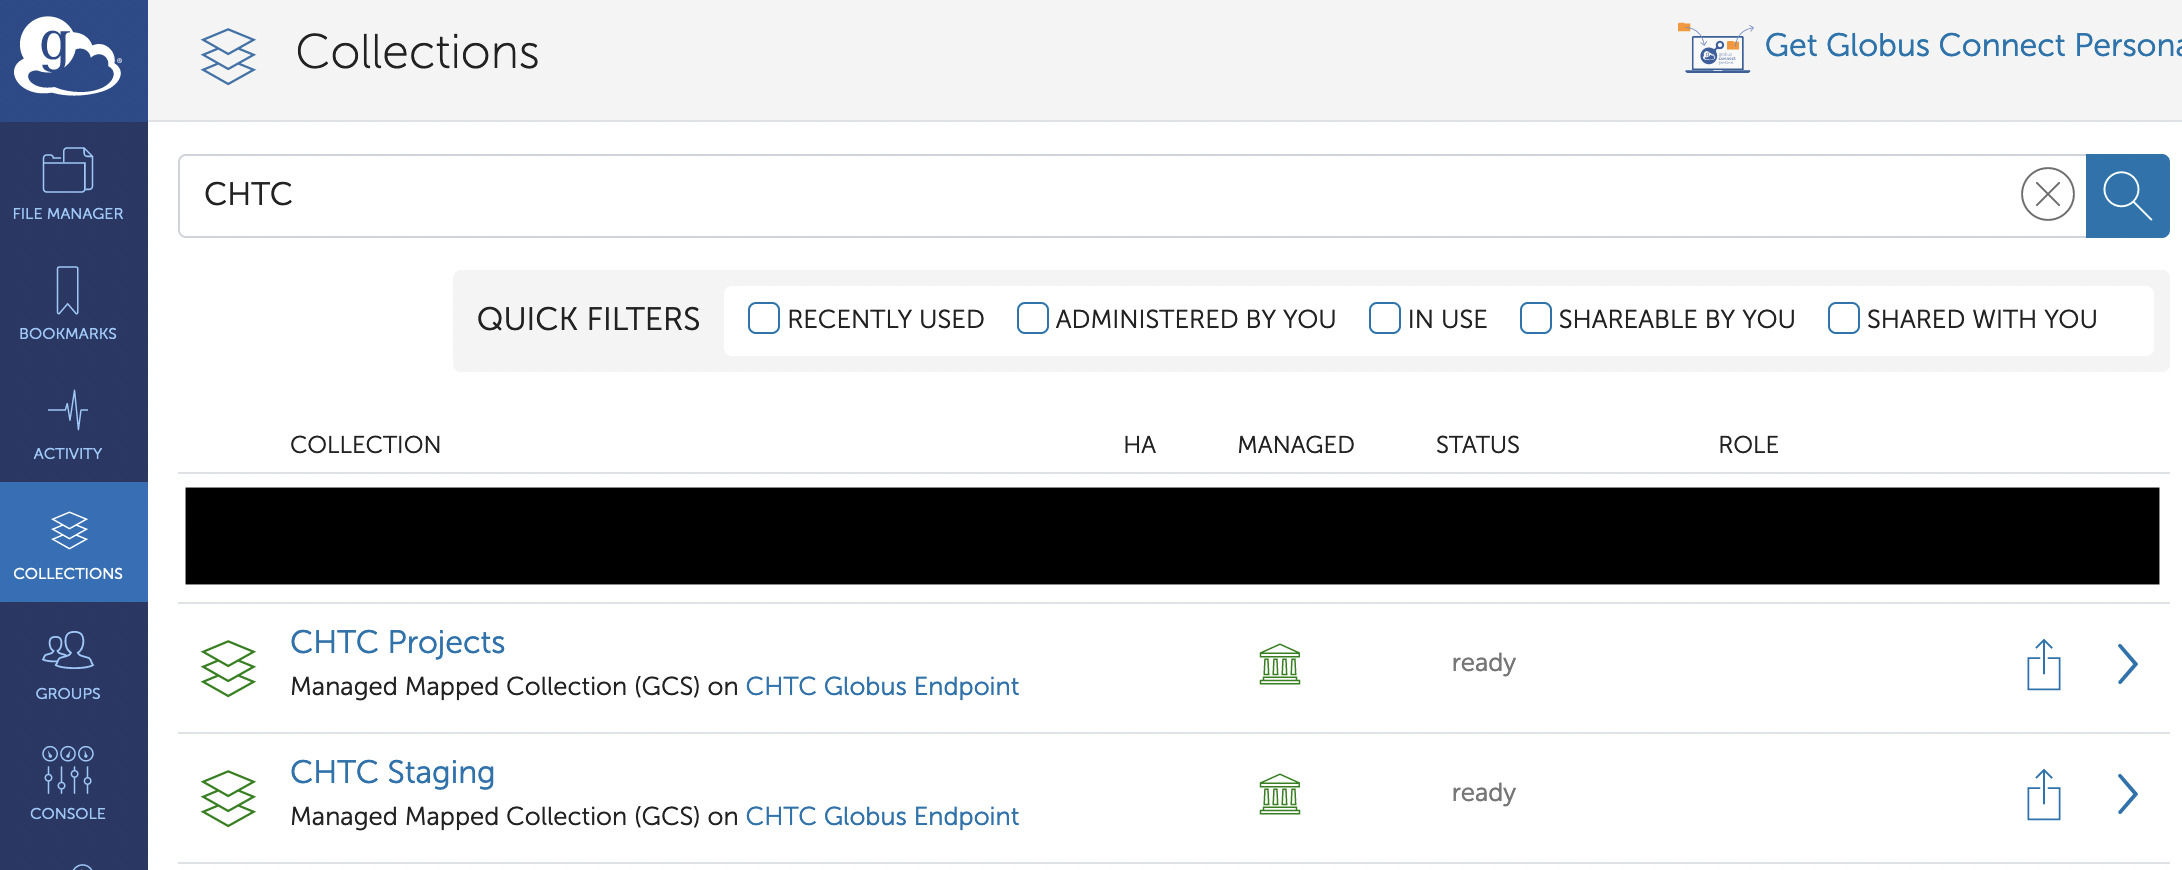 g
Collections
Get Globus Connect Persona
CHTC
FILE MANAGER
BOOKMARKS
ACTIVITY
COLLECTIONS
GROUPS
CONSOLE
QUICK FILTERS
RECENTLY USED
ADMINISTERED BY YOU
IN USE
SHAREABLE BY YOU
SHARED WITH YOU
COLLECTION HA MANAGED STATUS ROLE
CHTC Projects
Managed Mapped Collection (GCS) on CHTC Globus Endpoint
ready
CHTC Staging
Managed Mapped Collection (GCS) on CHTC Globus Endpoint
ready